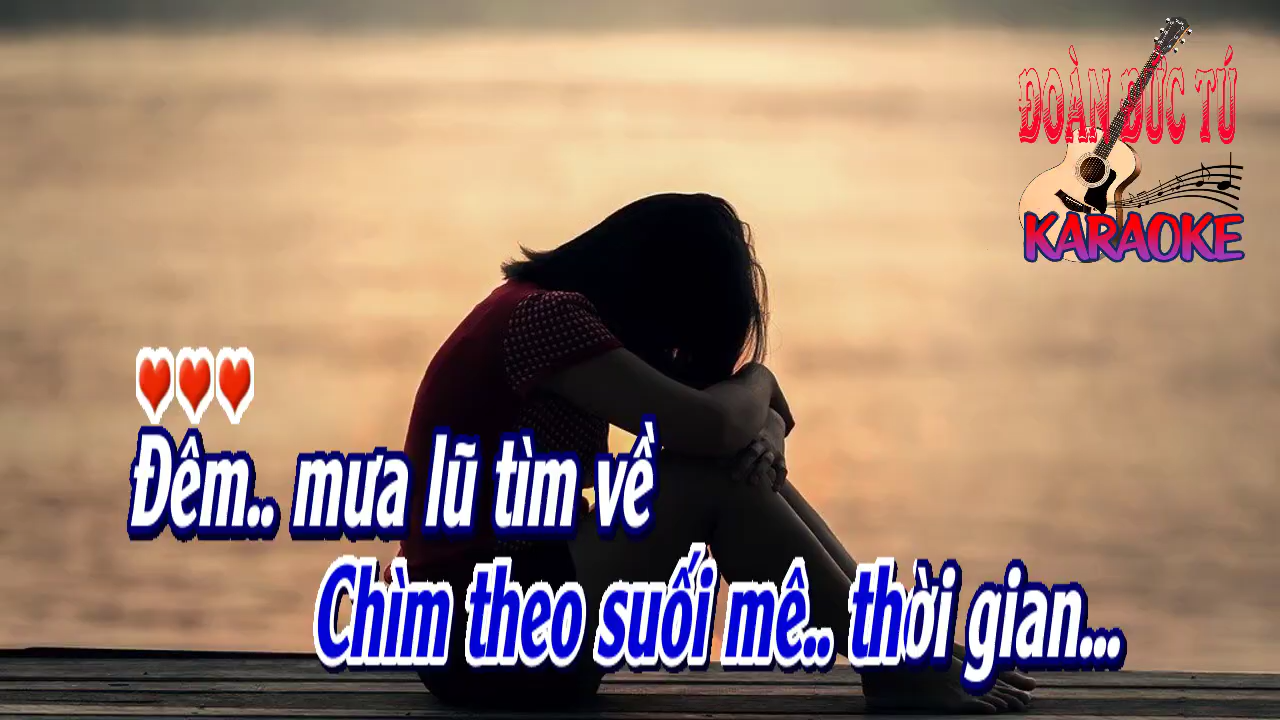 ĐOÀN ĐỨC TÚ
KARAOKE
Đêm.. mưa lũ tìm về
Chìm theo suối mê.. thời gian...